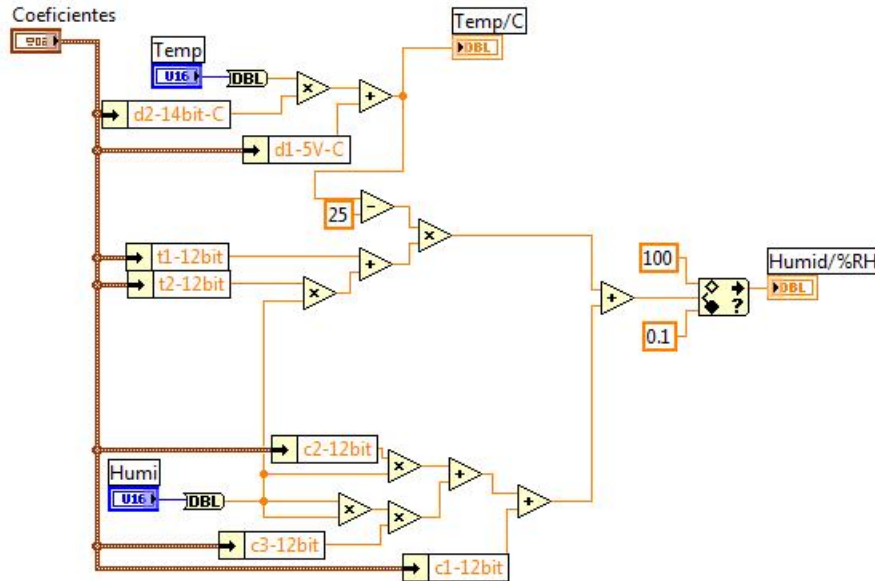 Coeficientes
Temp/C
DBL
Temp
U16
DBL
×
+
d2-14bit-C
d1-5V-C
25
−
×
t1-12bit
+
t2-12bit
×
100
Humid/%RH
DBL
+
?
0.1
c2-12bit
×
+
Humi
U16
DBL
×
×
+
c3-12bit
c1-12bit